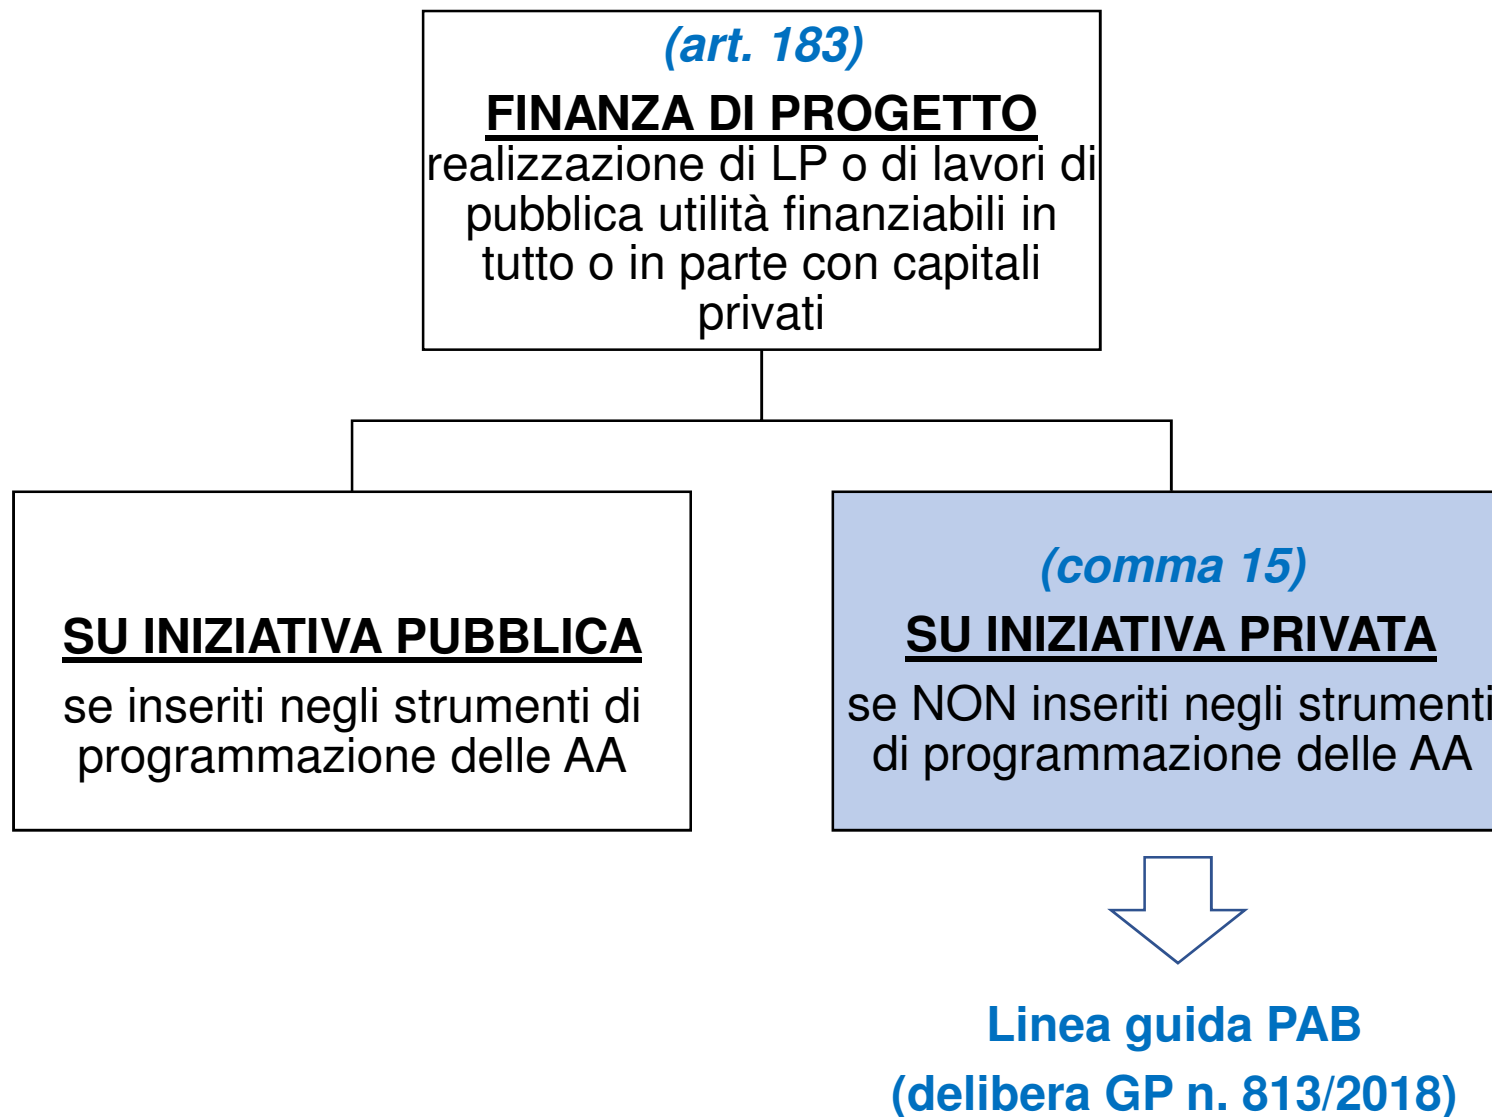 (art. 183)
FINANZA DI PROGETTO
realizzazione di LP o di lavori di
pubblica utilità finanziabili in
tutto o in parte con capitali
privati
SU INIZIATIVA PUBBLICA
se inseriti negli strumenti di
programmazione delle AA
(comma 15)
SU INIZIATIVA PRIVATA
se NON inseriti negli strumenti
di programmazione delle AA
Linea guida PAB
(delibera GP n. 813/2018)